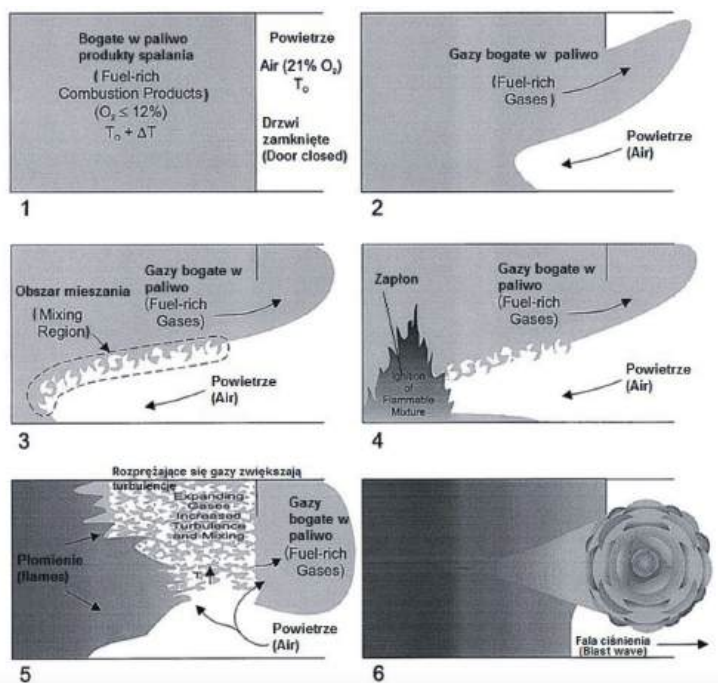 Bogate w paliwo
produkty spalania
(Fuel-rich
Combustion Products)
(O₂ ≤ 12%)
T₀ + ΔT
Powietrze
Air (21% O₂)
T₀
Drzwi
zamknięte
(Door closed)
1
Gazy bogate w paliwo
(Fuel-rich
Gases)
Powietrze
(Air)
2
Obszar mieszania
(Mixing
Region)
Gazy bogate w
paliwo
(Fuel-rich
Gases)
Powietrze
(Air)
3
Zapłon
Ignition
of
Flammable
Mixture
Gazy bogate w
paliwo
(Fuel-rich
Gases)
Powietrze
(Air)
4
Rozprężające się gazy zwiększają
turbulencję
Expanding
Gases
Increased
Turbulence
and Mixing
Płomienie
(flames)
Gazy
bogate w
paliwo
(Fuel-rich
Gases)
Powietrze
(Air)
5
Fala ciśnienia
(Blast wave)
6